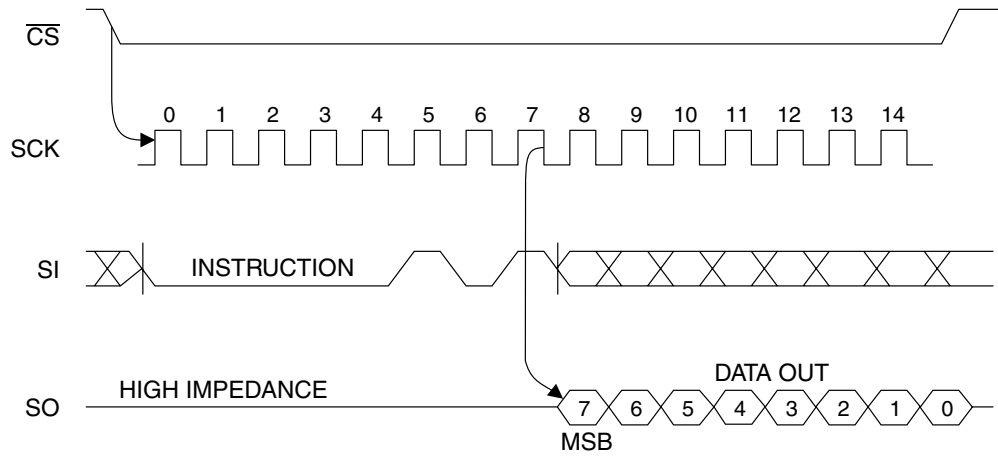 CS
0 1 2 3 4 5 6 7 8 9 10 11 12 13 14
SCK
SI
INSTRUCTION
HIGH IMPEDANCE
DATA OUT
SO
7 6 5 4 3 2 1 0
MSB